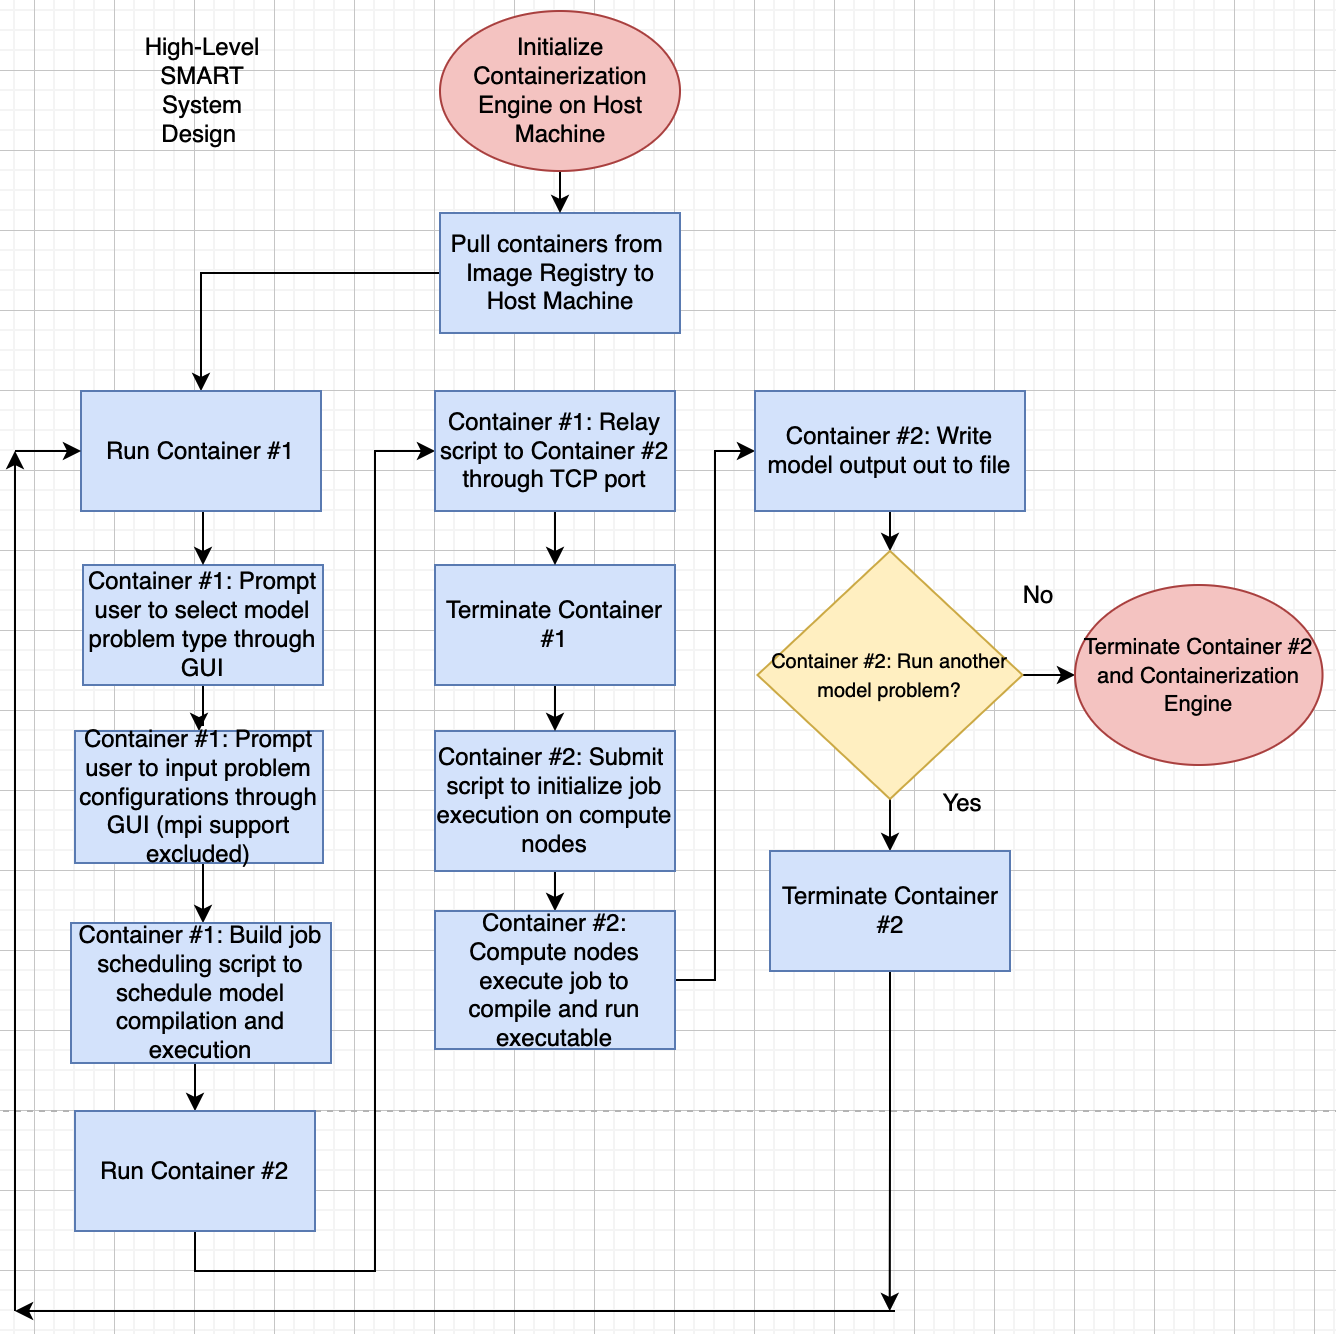 High-Level
SMART
System
Design
Initialize
Containerization
Engine on Host
Machine
Pull containers from
Image Registry to
Host Machine
Run Container #1
Container #1: Prompt
user to select model
problem type through
GUI
Container #1: Prompt
user to input problem
configurations through
GUI (mpi support
excluded)
Container #1: Build job
scheduling script to
schedule model
compilation and
execution
Run Container #2
Container #1: Relay
script to Container #2
through TCP port
Terminate Container
#1
Container #2: Submit
script to initialize job
execution on compute
nodes
Container #2:
Compute nodes
execute job to
compile and run
executable
Container #2: Write
model output out to file
Container #2: Run another
model problem?
No
Terminate Container #2
and Containerization
Engine
Yes
Terminate Container
#2